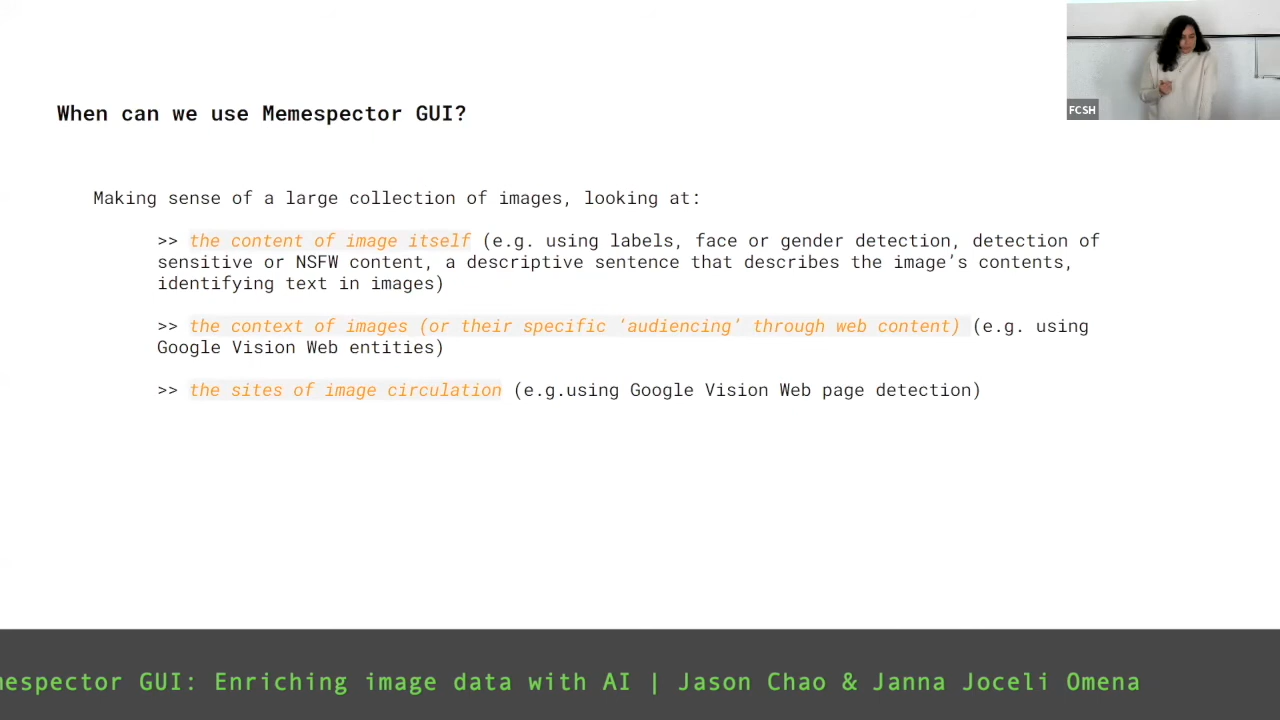 When can we use Memespector GUI?
FCSH
Making sense of a large collection of images, looking at:
>> the content of image itself (e.g. using labels, face or gender detection, detection of
sensitive or NSFW content, a descriptive sentence that describes the image’s contents,
identifying text in images)
>> the context of images (or their specific ‘audiencing’ through web content) (e.g. using
Google Vision Web entities)
>> the sites of image circulation (e.g.using Google Vision Web page detection)
mespector GUI: Enriching image data with AI | Jason Chao & Janna Joceli Omena